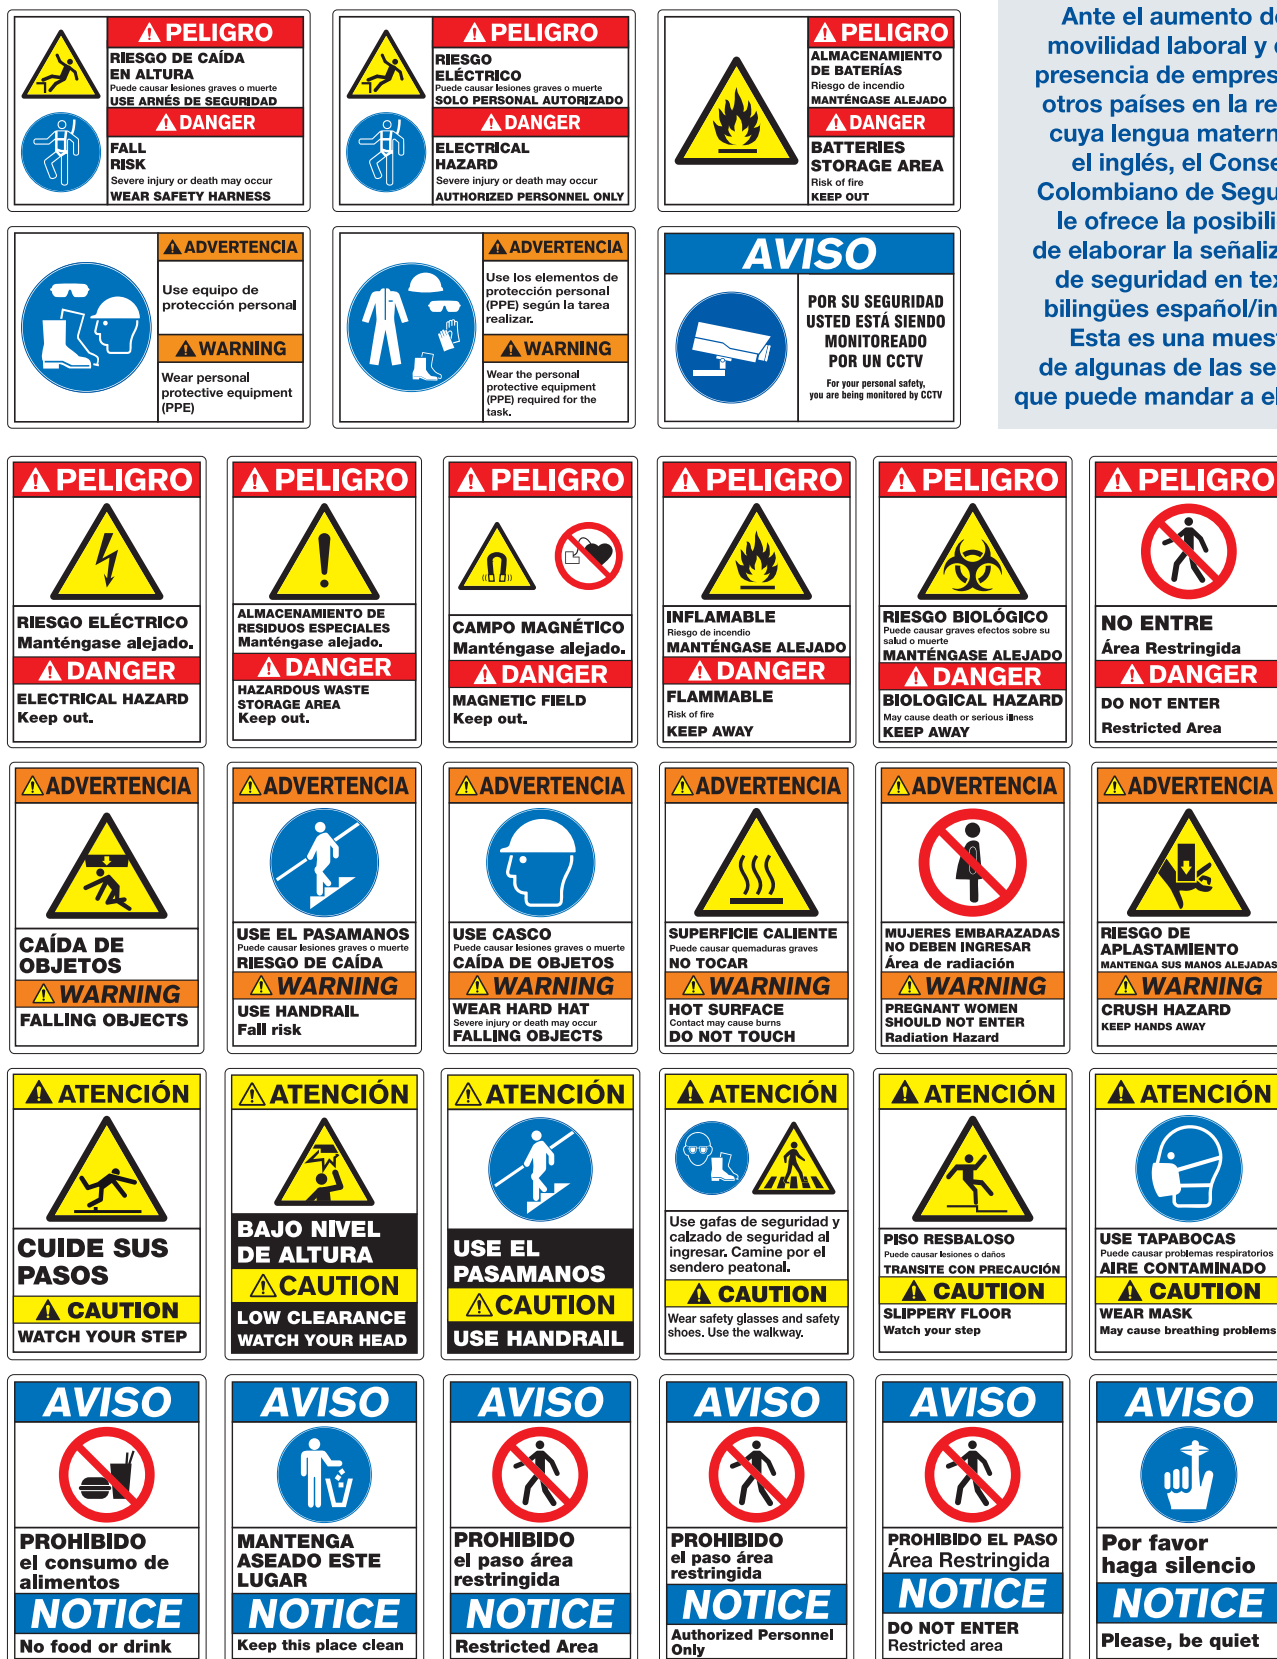 PELIGRO
RIESGO DE CAÍDA
EN ALTURA
Puede causar lesiones graves o muerte
USE ARNÉS DE SEGURIDAD
DANGER
FALL
RISK
Severe injury or death may occur
WEAR SAFETY HARNESS
PELIGRO
RIESGO
ELÉCTRICO
Puede causar lesiones graves o muerte
SOLO PERSONAL AUTORIZADO
DANGER
ELECTRICAL
HAZARD
Severe injury or death may occur
AUTHORIZED PERSONNEL ONLY
PELIGRO
ALMACENAMIENTO
DE BATERÍAS
Riesgo de incendio
MANTÉNGASE ALEJADO
DANGER
BATTERIES
STORAGE AREA
Risk of fire
KEEP OUT
Ante el aumento de
movilidad laboral y
presencia de empres
otros países en la re
cuya lengua matern
el inglés, el Conse
Colombiano de Segu
le ofrece la posibili
de elaborar la señaliz
de seguridad en tex
bilingües español/in
Esta es una mues
de algunas de las se
que puede mandar a el
ADVERTENCIA
Use equipo de
protección personal
WARNING
Wear personal
protective equipment
(PPE)
ADVERTENCIA
Use los elementos de
protección personal
(PPE) según la tarea
realizar.
WARNING
Wear the personal
protective equipment
(PPE) required for the
task.
AVISO
POR SU SEGURIDAD
USTED ESTÁ SIENDO
MONITOREADO
POR UN CCTV
For your personal safety,
you are being monitored by CCTV
PELIGRO
RIESGO ELÉCTRICO
Manténgase alejado.
DANGER
ELECTRICAL HAZARD
Keep out.
PELIGRO
ALMACENAMIENTO DE
RESIDUOS ESPECIALES
Manténgase alejado.
DANGER
HAZARDOUS WASTE
STORAGE AREA
Keep out.
PELIGRO
CAMPO MAGNÉTICO
Manténgase alejado.
DANGER
MAGNETIC FIELD
Keep out.
PELIGRO
INFLAMABLE
Riesgo de incendio
MANTÉNGASE ALEJADO
DANGER
FLAMMABLE
Risk of fire
KEEP AWAY
PELIGRO
RIESGO BIOLÓGICO
Puede causar graves efectos sobre su
salud o muerte
MANTÉNGASE ALEJADO
DANGER
BIOLOGICAL HAZARD
May cause death or serious illness
KEEP AWAY
PELIGRO
NO ENTRE
Área Restringida
DANGER
DO NOT ENTER
Restricted Area
ADVERTENCIA
CAÍDA DE
OBJETOS
WARNING
FALLING OBJECTS
ADVERTENCIA
USE EL PASAMANOS
Puede causar lesiones graves o muerte
RIESGO DE CAÍDA
WARNING
USE HANDRAIL
Fall risk
ADVERTENCIA
USE CASCO
Puede causar lesiones graves o muerte
CAÍDA DE OBJETOS
WARNING
WEAR HARD HAT
Severe injury or death may occur
FALLING OBJECTS
ADVERTENCIA
SUPERFICIE CALIENTE
Puede causar quemaduras graves
NO TOCAR
WARNING
HOT SURFACE
Contact may cause burns
DO NOT TOUCH
ADVERTENCIA
MUJERES EMBARAZADAS
NO DEBEN INGRESAR
Área de radiación
WARNING
PREGNANT WOMEN
SHOULD NOT ENTER
Radiation Hazard
ADVERTENCIA
RIESGO DE
APLASTAMIENTO
MANTENGA SUS MANOS ALEJADAS
WARNING
CRUSH HAZARD
KEEP HANDS AWAY
ATENCIÓN
CUIDE SUS
PASOS
CAUTION
WATCH YOUR STEP
ATENCIÓN
BAJO NIVEL
DE ALTURA
CAUTION
LOW CLEARANCE
WATCH YOUR HEAD
ATENCIÓN
USE EL
PASAMANOS
CAUTION
USE HANDRAIL
ATENCIÓN
Use gafas de seguridad y
calzado de seguridad al
ingresar. Camine por el
sendero peatonal.
CAUTION
Wear safety glasses and safety
shoes. Use the walkway.
ATENCIÓN
PISO RESBALOSO
Puede causar lesiones o daños
TRANSITE CON PRECAUCIÓN
CAUTION
SLIPPERY FLOOR
Watch your step
ATENCIÓN
USE TAPABOCAS
Puede causar problemas respiratorios
AIRE CONTAMINADO
CAUTION
WEAR MASK
May cause breathing problems
AVISO
PROHIBIDO
el consumo de
alimentos
NOTICE
No food or drink
AVISO
MANTENGA
ASEADO ESTE
LUGAR
NOTICE
Keep this place clean
AVISO
PROHIBIDO
el paso área
restringida
NOTICE
Restricted Area
AVISO
PROHIBIDO
el paso área
restringida
NOTICE
Authorized Personnel
Only
AVISO
PROHIBIDO EL PASO
Área Restringida
NOTICE
DO NOT ENTER
Restricted area
AVISO
Por favor
haga silencio
NOTICE
Please, be quiet